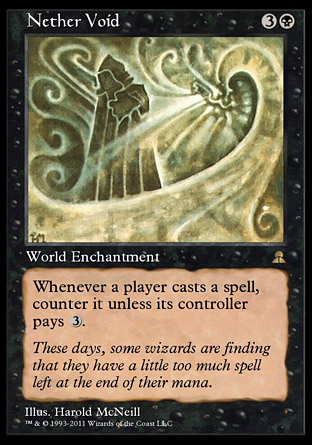 Nether Void 3
World Enchantment
Whenever a player casts a spell,
counter it unless its controller
pays 3.
These days, some wizards are finding
that they have a little too much spell
left at the end of their mana.
Illus. Harold McNeill
™ & © 1993-2011 Wizards of the Coast LLC